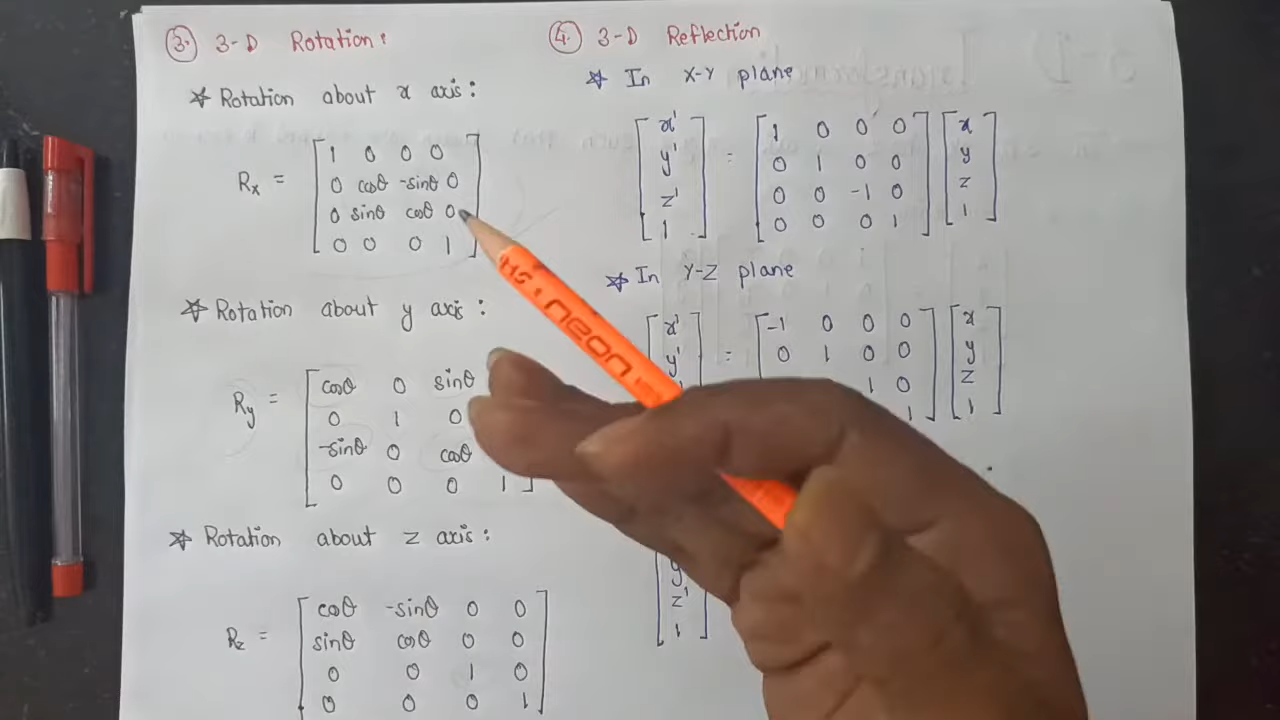 3. 3-D Rotation:
☆ Rotation about x axis:
Rx = [ 1 0 0 0
0 cosθ -sinθ 0
0 sinθ cosθ 0
0 0 0 1 ]
☆ Rotation about y axis:
Ry = [ cosθ 0 sinθ
0 1 0
-sinθ 0 cosθ
0 0 0 1 ]
☆ Rotation about z axis:
Rz = [ cosθ -sinθ 0 0
sinθ cosθ 0 0
0 0 1 0
0 0 0 1 ]
4. 3-D Reflection
☆ In X-Y plane
[ x' y' z' 1 ] = [ 1 0 0 0
0 1 0 0
0 0 -1 0
0 0 0 1 ] [ x y z 1 ]
☆ In Y-Z plane
[ x' y' = [ -1 0 0 0
0 1 0 0
1 0
1 ] [ x y z 1 ]
y'
z'
1
neon